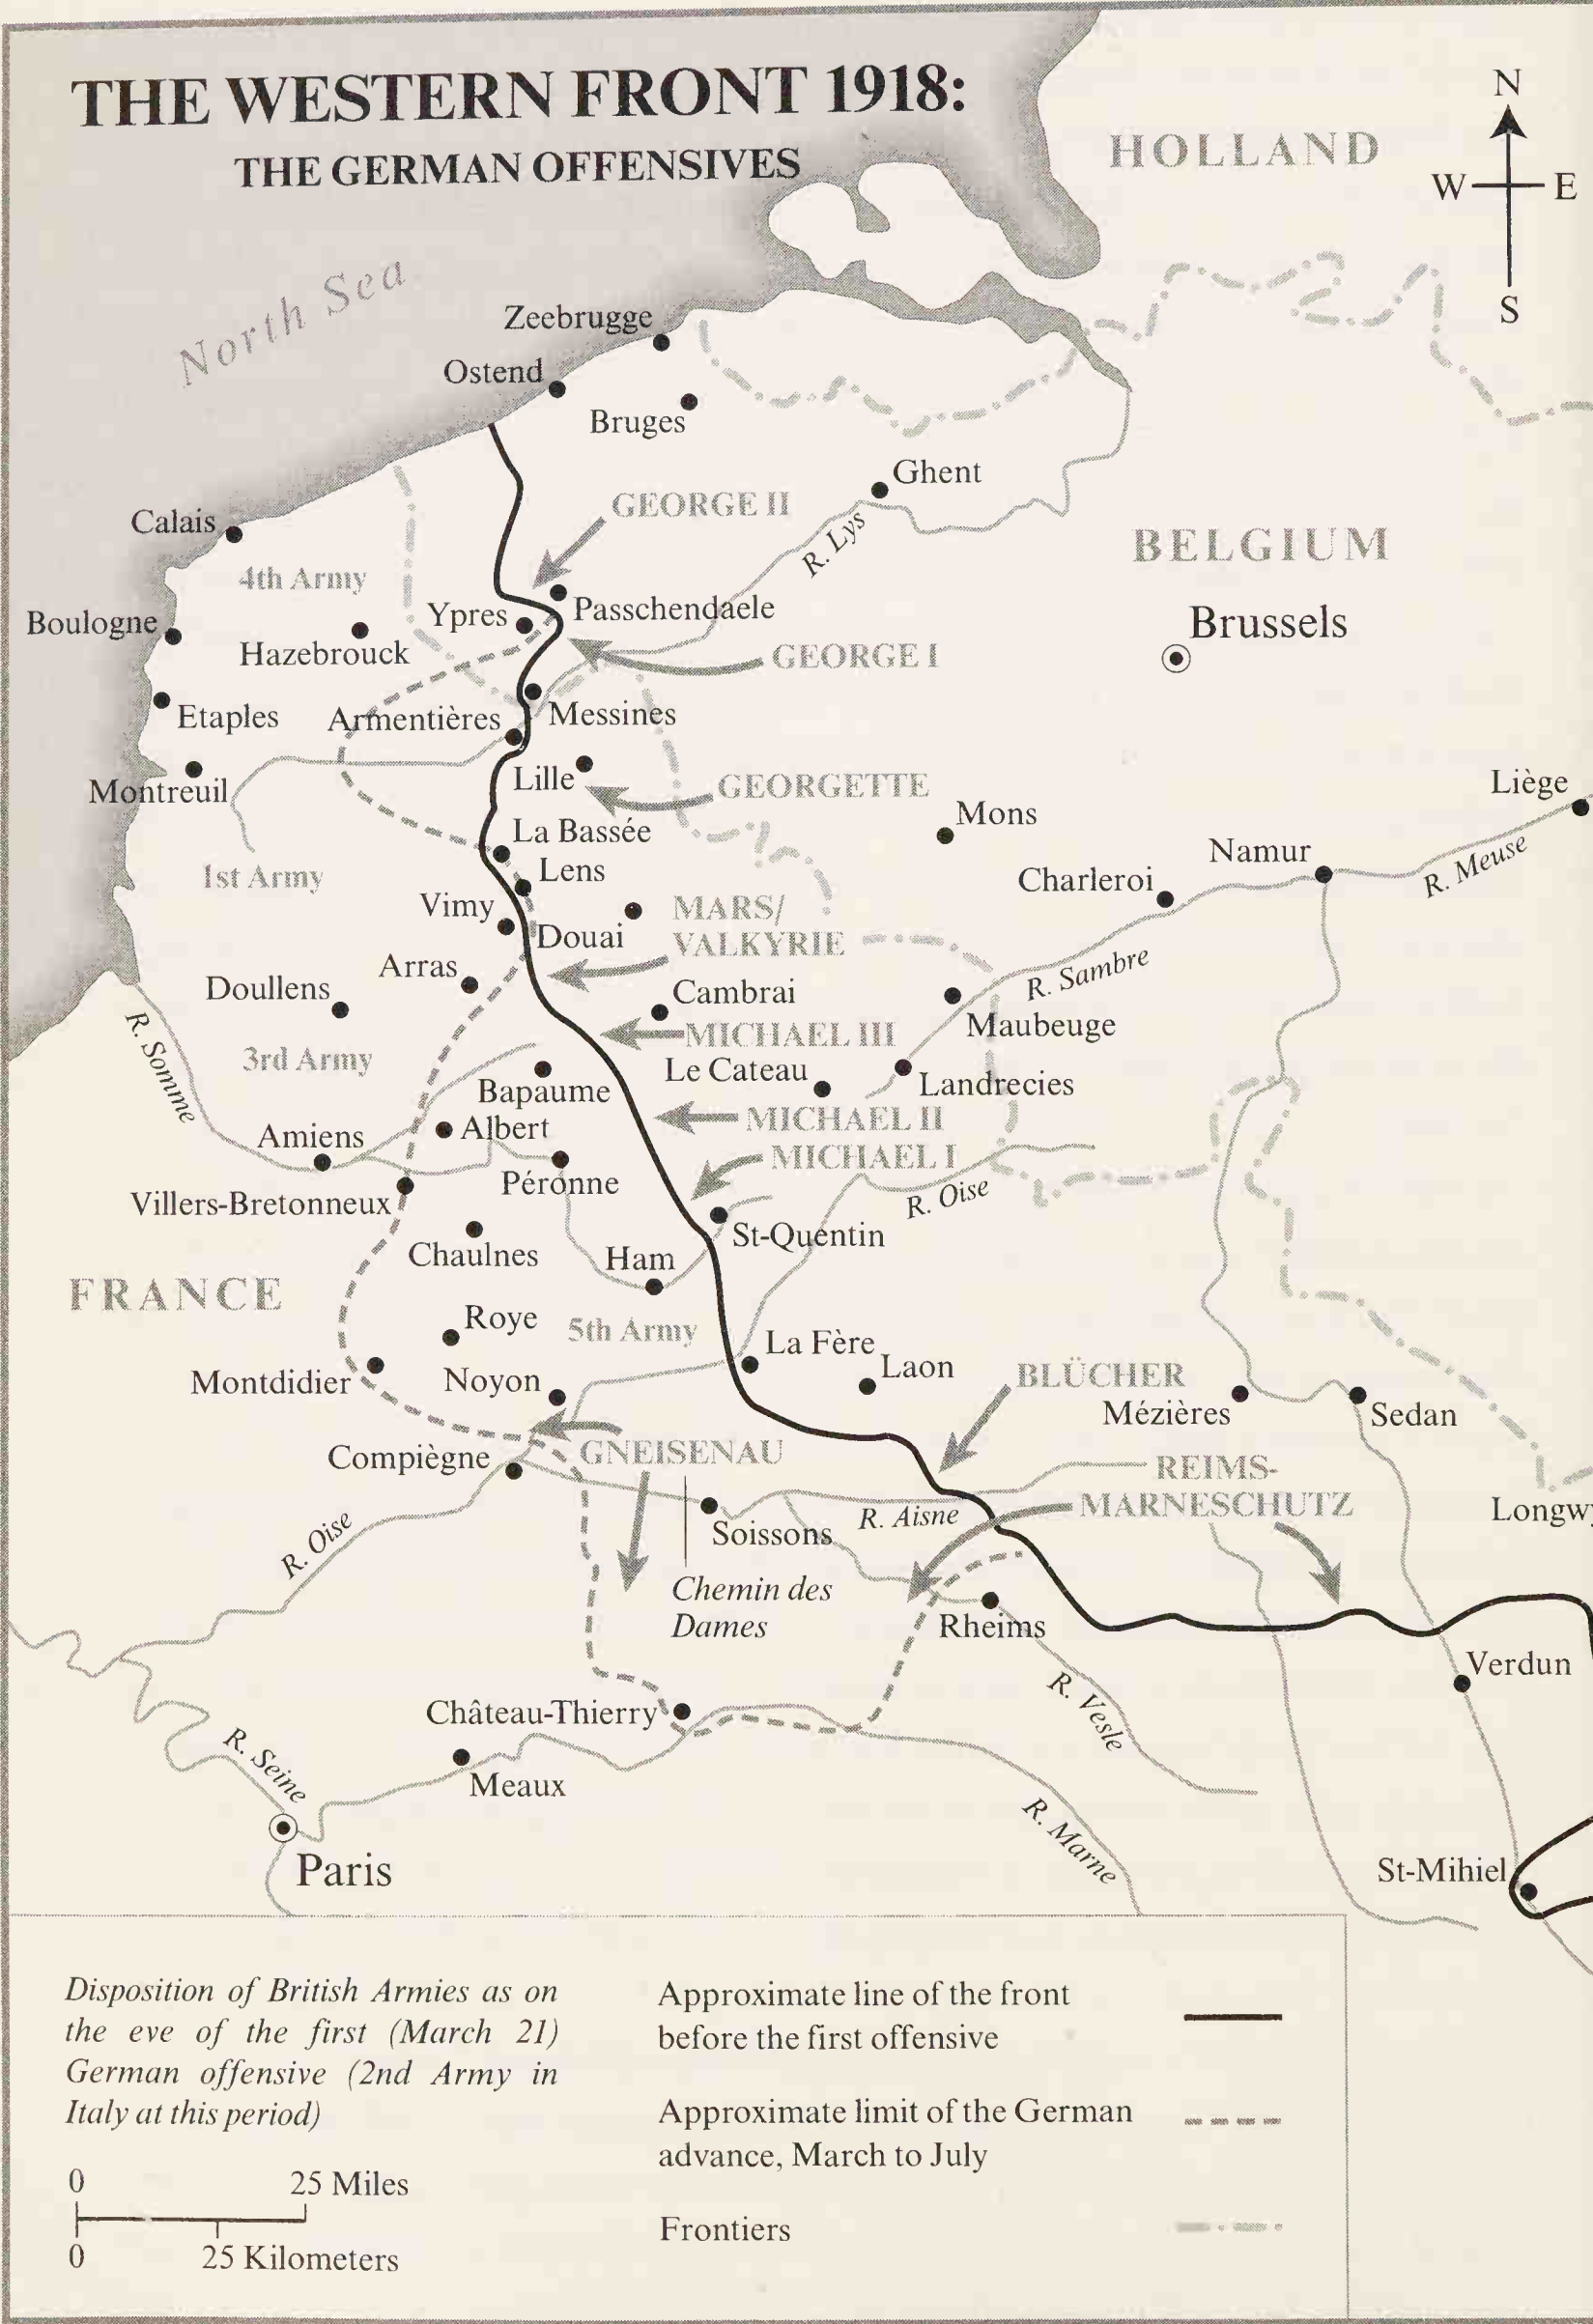 THE WESTERN FRONT 1918:
THE GERMAN OFFENSIVES
N
W
E
S
HOLLAND
North Sea
Zeebrugge
Ostend
Bruges
Ghent
GEORGE II
R. Lys
Calais
4th Army
BELGIUM
Boulogne
Ypres
Passchendaele
Brussels
Hazebrouck
GEORGE I
Etaples
Armentières
Messines
Montreuil
Lille
GEORGETTE
Liège
La Bassée
Mons
Namur
R. Meuse
1st Army
Lens
Charleroi
Vimy
MARS/
VALKYRIE
Douai
Arras
R. Sambre
Doullens
Cambrai
Maubeuge
R. Somme
MICHAEL III
3rd Army
Le Cateau
Landrecies
Bapaume
MICHAEL II
Albert
Amiens
MICHAEL I
Péronne
Villers-Bretonneux
R. Oise
St-Quentin
Chaulnes
Ham
FRANCE
Roye
5th Army
La Fère
Laon
BLÜCHER
Montdidier
Noyon
Mézières
Sedan
Compiègne
GNEISENAU
REIMS-
MARNESCHUTZ
Longwy
R. Aisne
Soissons
R. Oise
Chemin des
Dames
Rheims
Verdun
R. Vesle
Château-Thierry
R. Seine
Meaux
R. Marne
Paris
St-Mihiel
Disposition of British Armies as on
the eve of the first (March 21)
German offensive (2nd Army in
Italy at this period)
0 25 Miles
0 25 Kilometers
Approximate line of the front
before the first offensive
Approximate limit of the German
advance, March to July
Frontiers